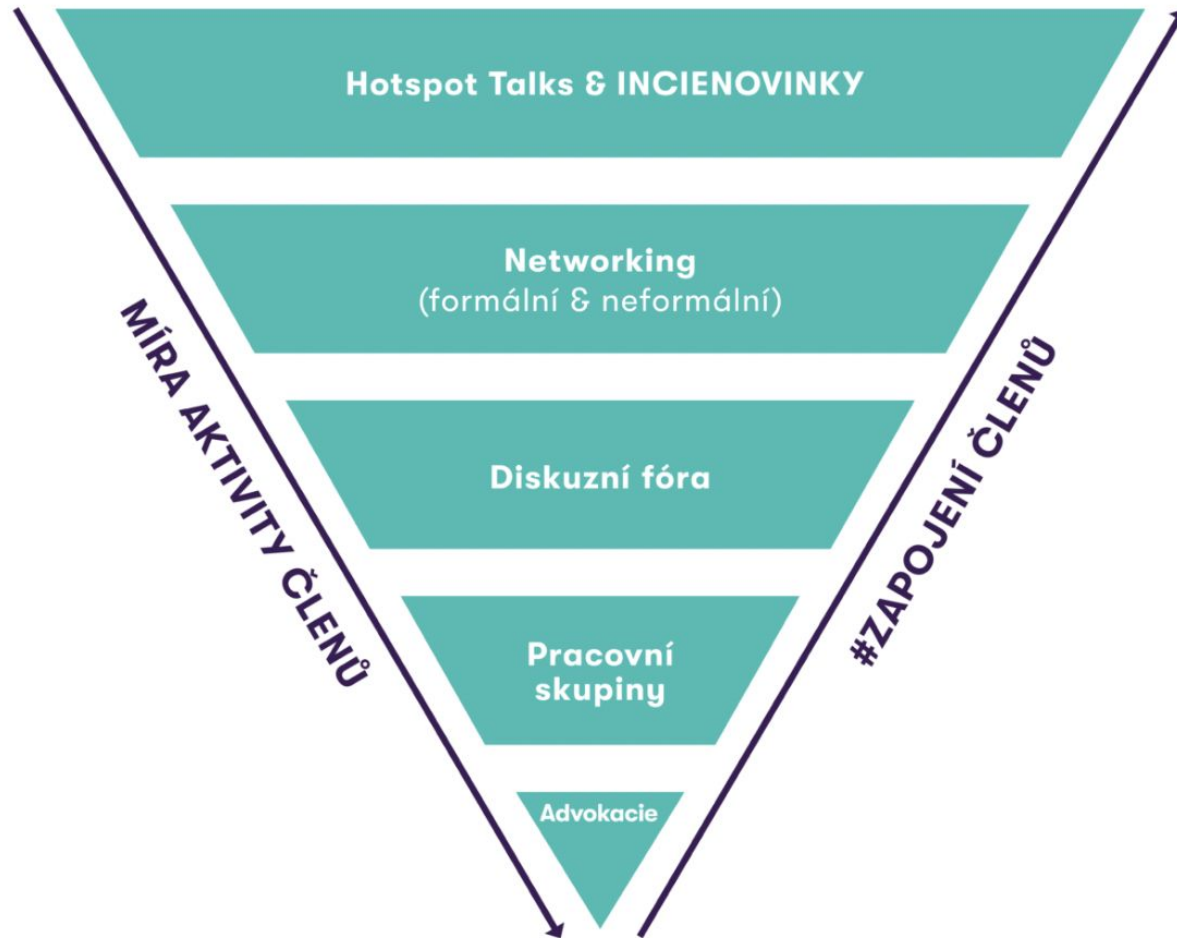 Hotspot Talks & INCIENOVINKY
Networking
(formální & neformální)
MÍRA AKTIVITY ČLENŮ
#ZAPOJENÍ ČLENŮ
Diskuzní fóra
Pracovní
skupiny
Advokacie